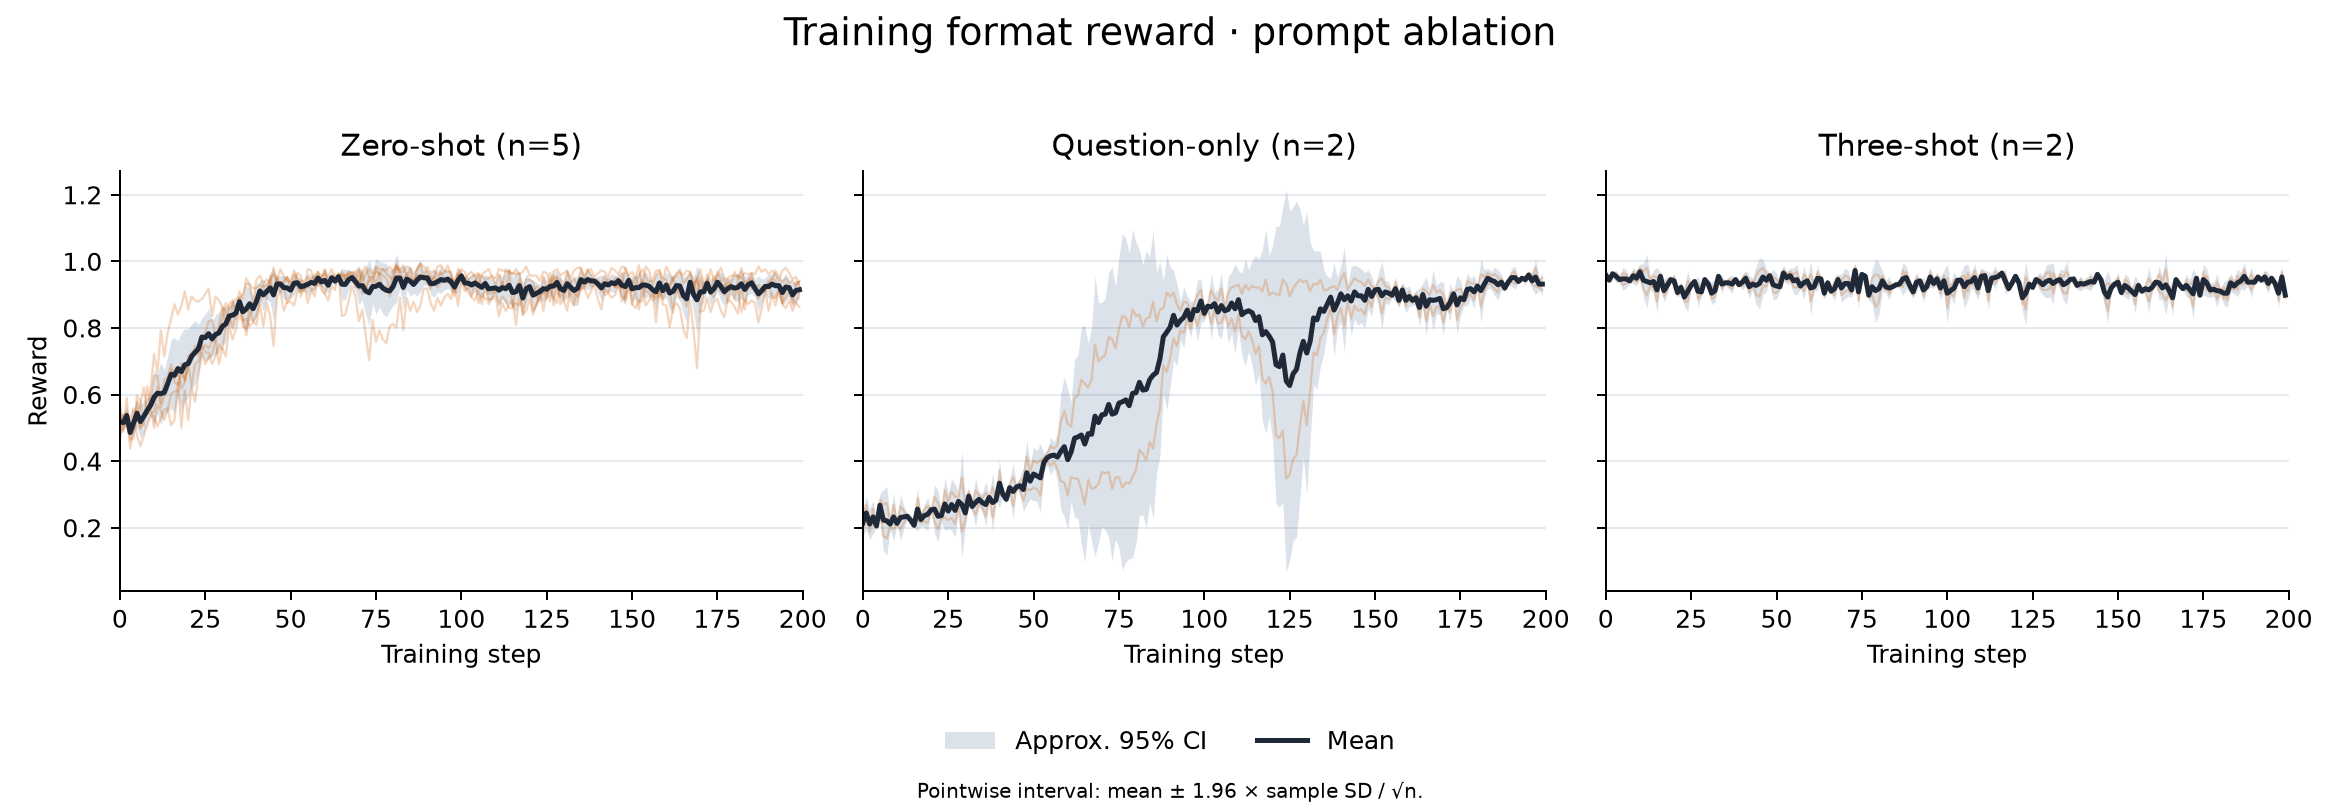 Training format reward · prompt ablation
Zero-shot (n=5)
Question-only (n=2)
Three-shot (n=2)
Reward
1.2
1.0
0.8
0.6
0.4
0.2
0 25 50 75 100 125 150 175 200
0 25 50 75 100 125 150 175 200
0 25 50 75 100 125 150 175 200
Training step
Training step
Training step
Approx. 95% CI
Mean
Pointwise interval: mean ± 1.96 × sample SD / √n.